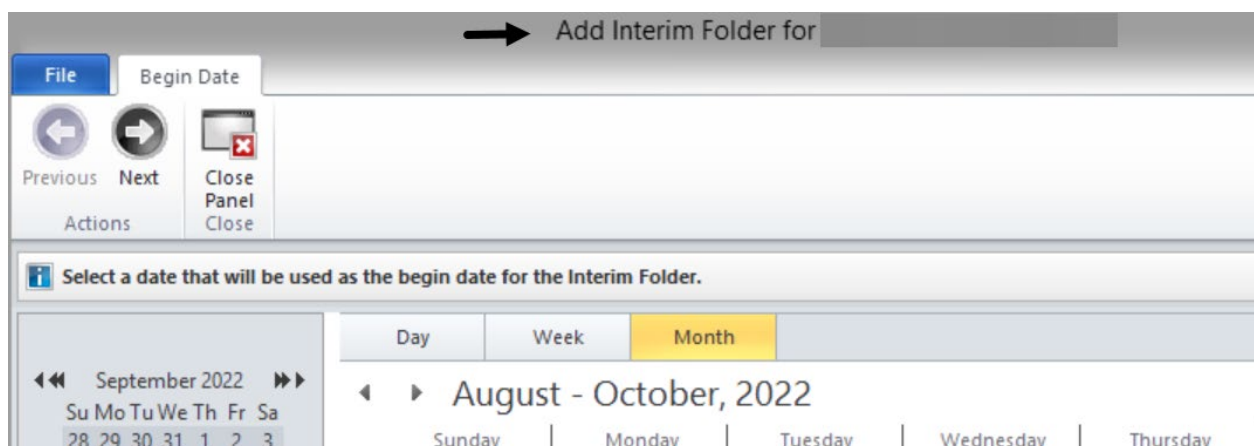 Add Interim Folder for
File Begin Date
Previous Next Close
Panel
Actions Close
Select a date that will be used as the begin date for the Interim Folder.
Day Week Month
September 2022
August - October, 2022
Su Mo Tu We Th Fr Sa
28 29 30 31 1 2 3
Sunday Monday Tuesday Wednesday Thursday